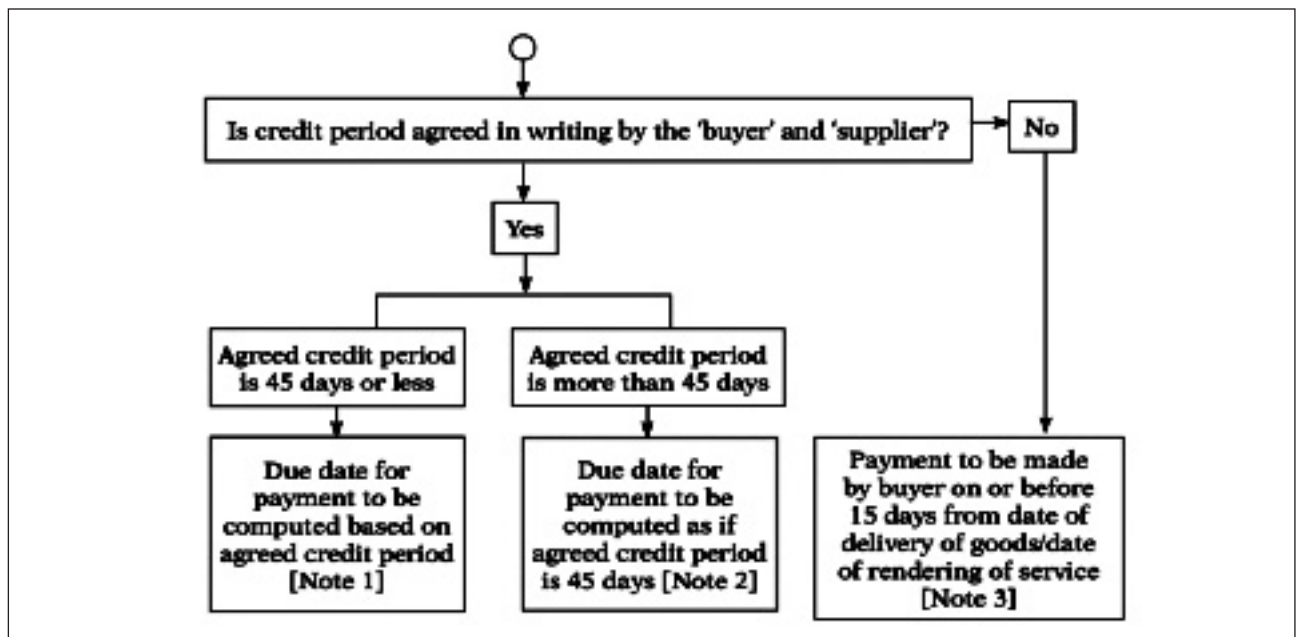 Is credit period agreed in writing by the 'buyer' and 'supplier'?
No
Yes
Agreed credit period
is 45 days or less
Agreed credit period
is more than 45 days
Due date for
payment to be
computed based on
agreed credit period
[Note 1]
Due date for
payment to be
computed as if
agreed credit period
is 45 days [Note 2]
Payment to be made
by buyer on or before
15 days from date of
delivery of goods/date
of rendering of service
[Note 3]